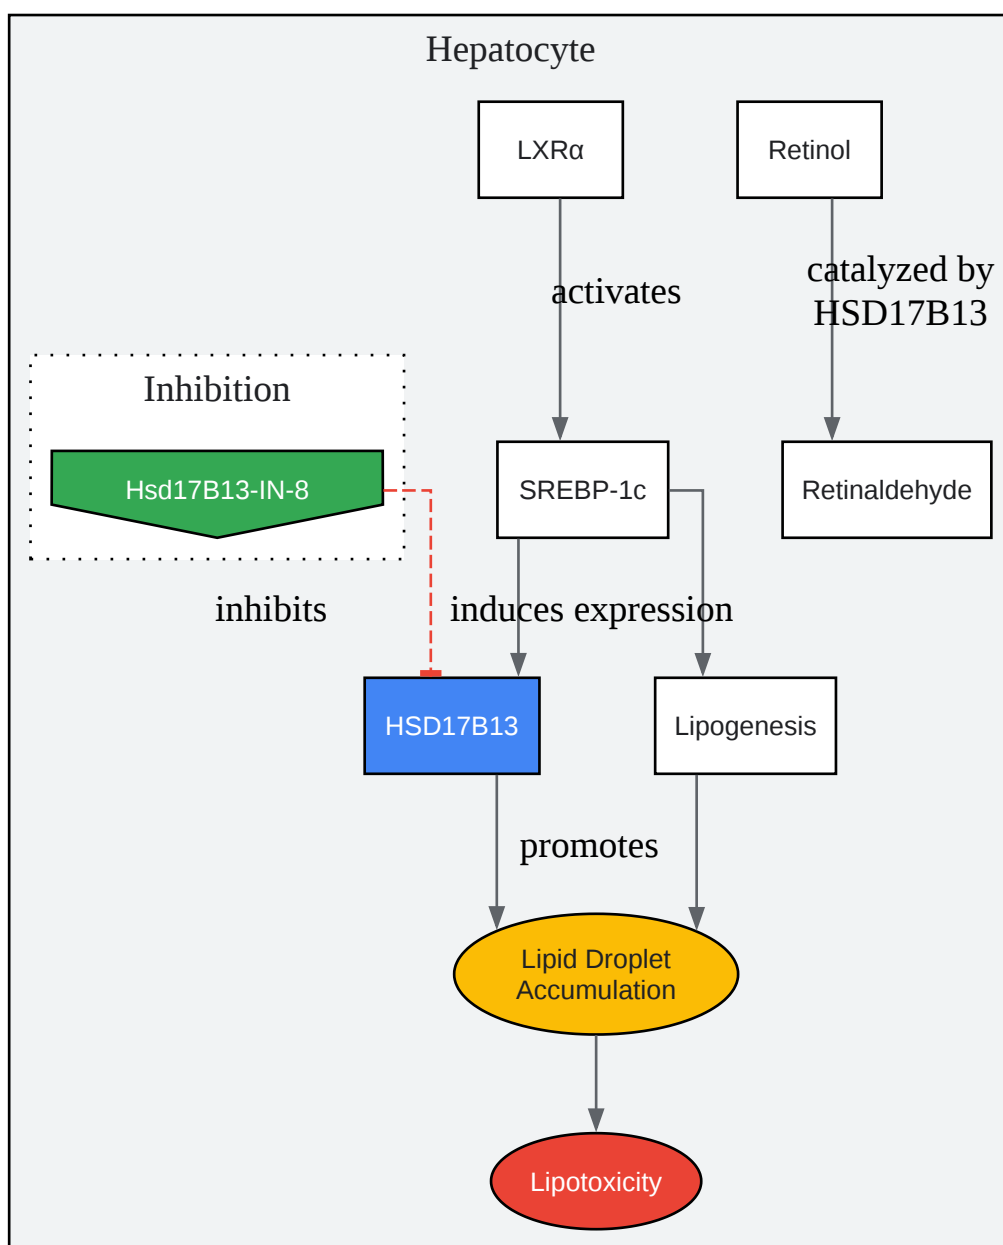 Hepatocyte
LXRα
Retinol
activates
catalyzed by
HSD17B13
Inhibition
Hsd17B13-IN-8
SREBP-1c
Retinaldehyde
inhibits
induces expression
HSD17B13
Lipogenesis
promotes
Lipid Droplet
Accumulation
Lipotoxicity